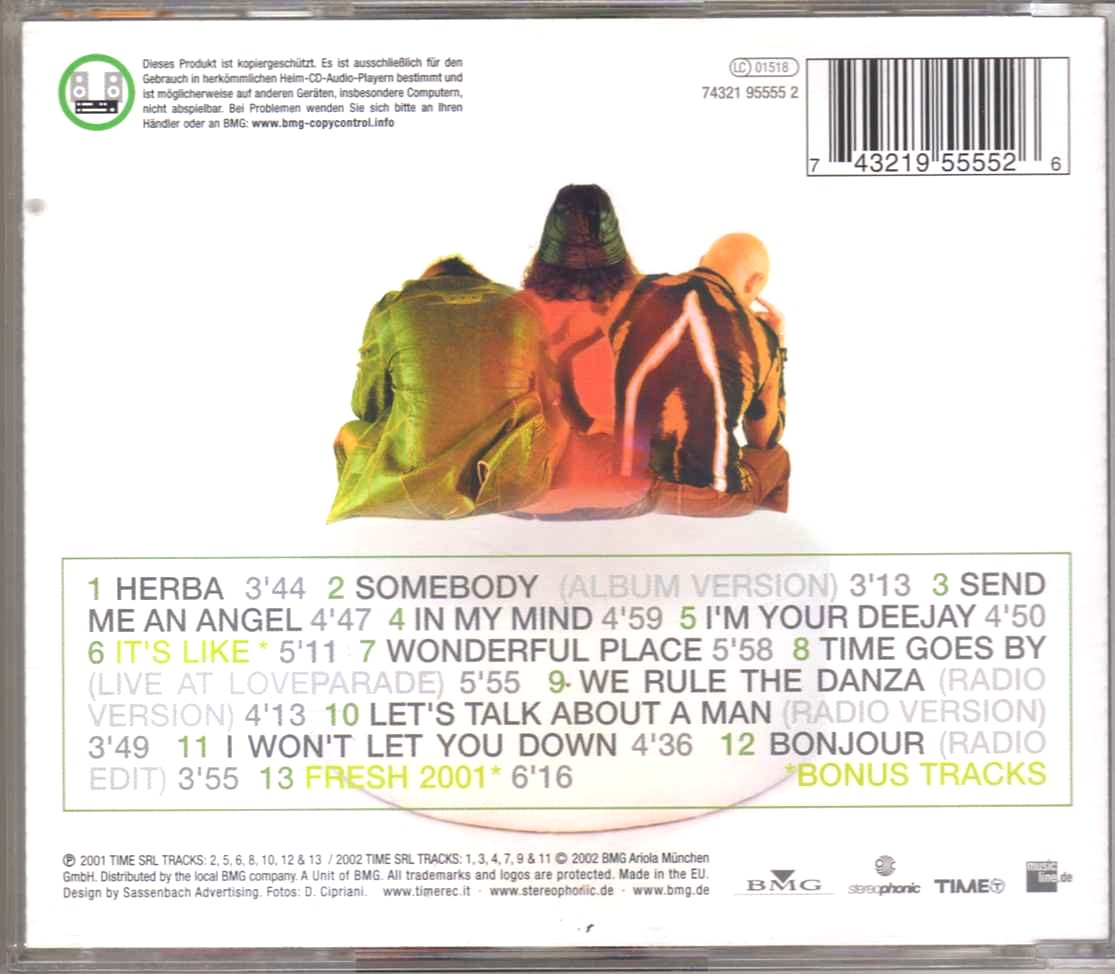 Dieses Produkt ist kopiergeschützt. Es ist ausschließlich für den
Gebrauch in herkömmlichen Heim-CD-Audio-Playern bestimmt und
ist möglicherweise auf anderen Geräten, insbesondere Computern,
nicht abspielbar. Bei Problemen wenden Sie sich bitte an Ihren
Händler oder an BMG: www.bmg-copycontrol.info
LC 01518
74321 95555 2
7 43219 55552 6
1 HERBA 3'44 2 SOMEBODY (ALBUM VERSION) 3'13 3 SEND
ME AN ANGEL 4'47 4 IN MY MIND 4'59 5 I'M YOUR DEEJAY 4'50
6 IT'S LIKE * 5'11 7 WONDERFUL PLACE 5'58 8 TIME GOES BY
(LIVE AT LOVEPARADE) 5'55 9 WE RULE THE DANZA (RADIO
VERSION) 4'13 10 LET'S TALK ABOUT A MAN (RADIO VERSION)
3'49 11 I WON'T LET YOU DOWN 4'36 12 BONJOUR (RADIO
EDIT) 3'55 13 FRESH 2001* 6'16 *BONUS TRACKS
℗ 2001 TIME SRL TRACKS: 2, 5, 6, 8, 10, 12 & 13 / 2002 TIME SRL TRACKS: 1, 3, 4, 7, 9 & 11 © 2002 BMG Ariola München
GmbH. Distributed by the local BMG company. A Unit of BMG. All trademarks and logos are protected. Made in the EU.
Design by Sassenbach Advertising. Fotos: D. Cipriani. www.timerec.it · www.stereophonic.de · www.bmg.de
BMG
stereophonic
TIME T
music
line.de